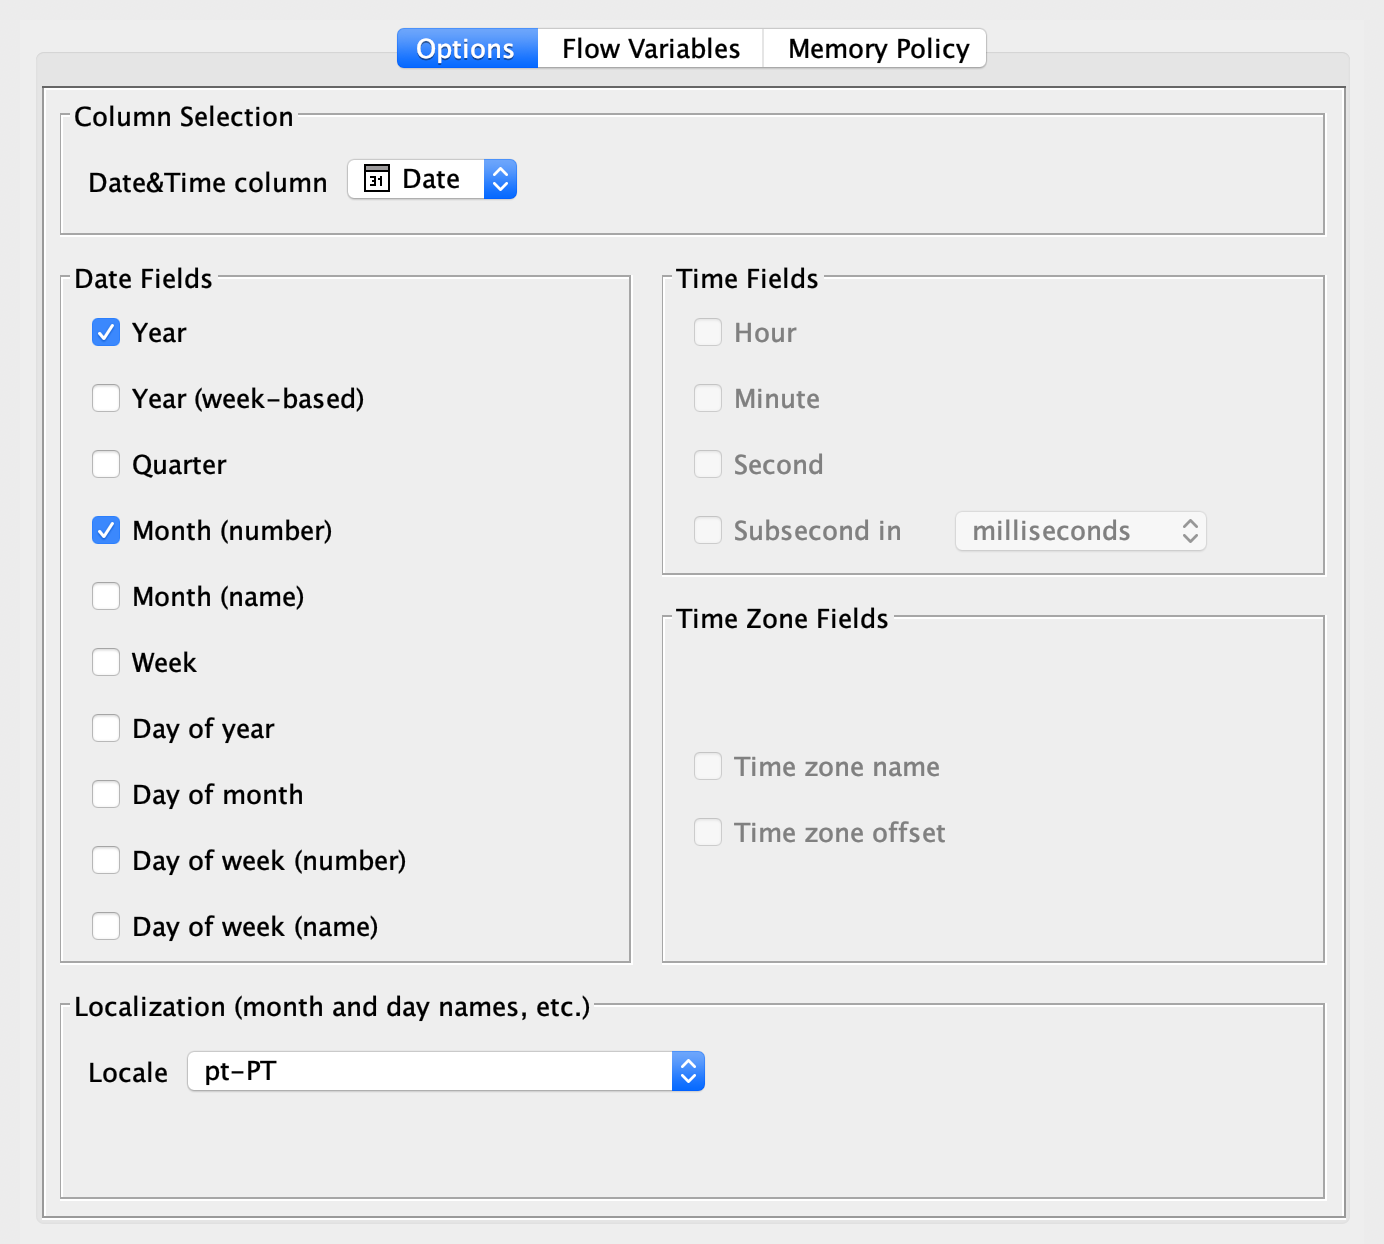 Options Flow Variables Memory Policy
Column Selection
Date&Time column 31 Date
Date Fields
Year
Year (week-based)
Quarter
Month (number)
Month (name)
Week
Day of year
Day of month
Day of week (number)
Day of week (name)
Time Fields
Hour
Minute
Second
Subsecond in milliseconds
Time Zone Fields
Time zone name
Time zone offset
Localization (month and day names, etc.)
Locale pt-PT